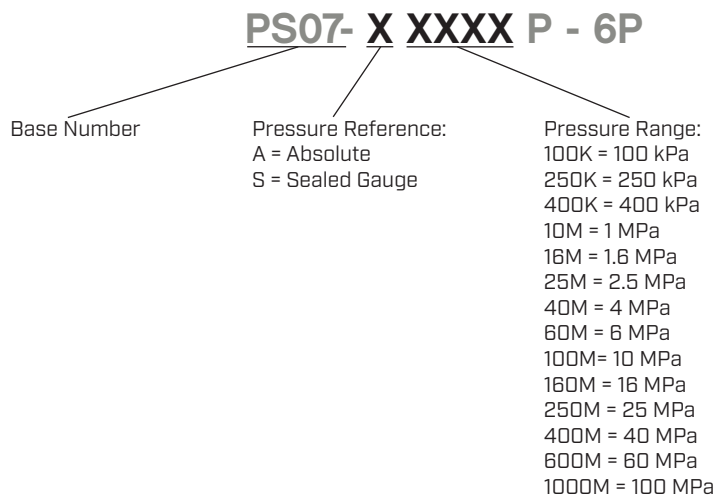 PS07- X XXXX P - 6P
Base Number
Pressure Reference:
A = Absolute
S = Sealed Gauge
Pressure Range:
100K = 100 kPa
250K = 250 kPa
400K = 400 kPa
10M = 1 MPa
16M = 1.6 MPa
25M = 2.5 MPa
40M = 4 MPa
60M = 6 MPa
100M= 10 MPa
160M = 16 MPa
250M = 25 MPa
400M = 40 MPa
600M = 60 MPa
1000M = 100 MPa